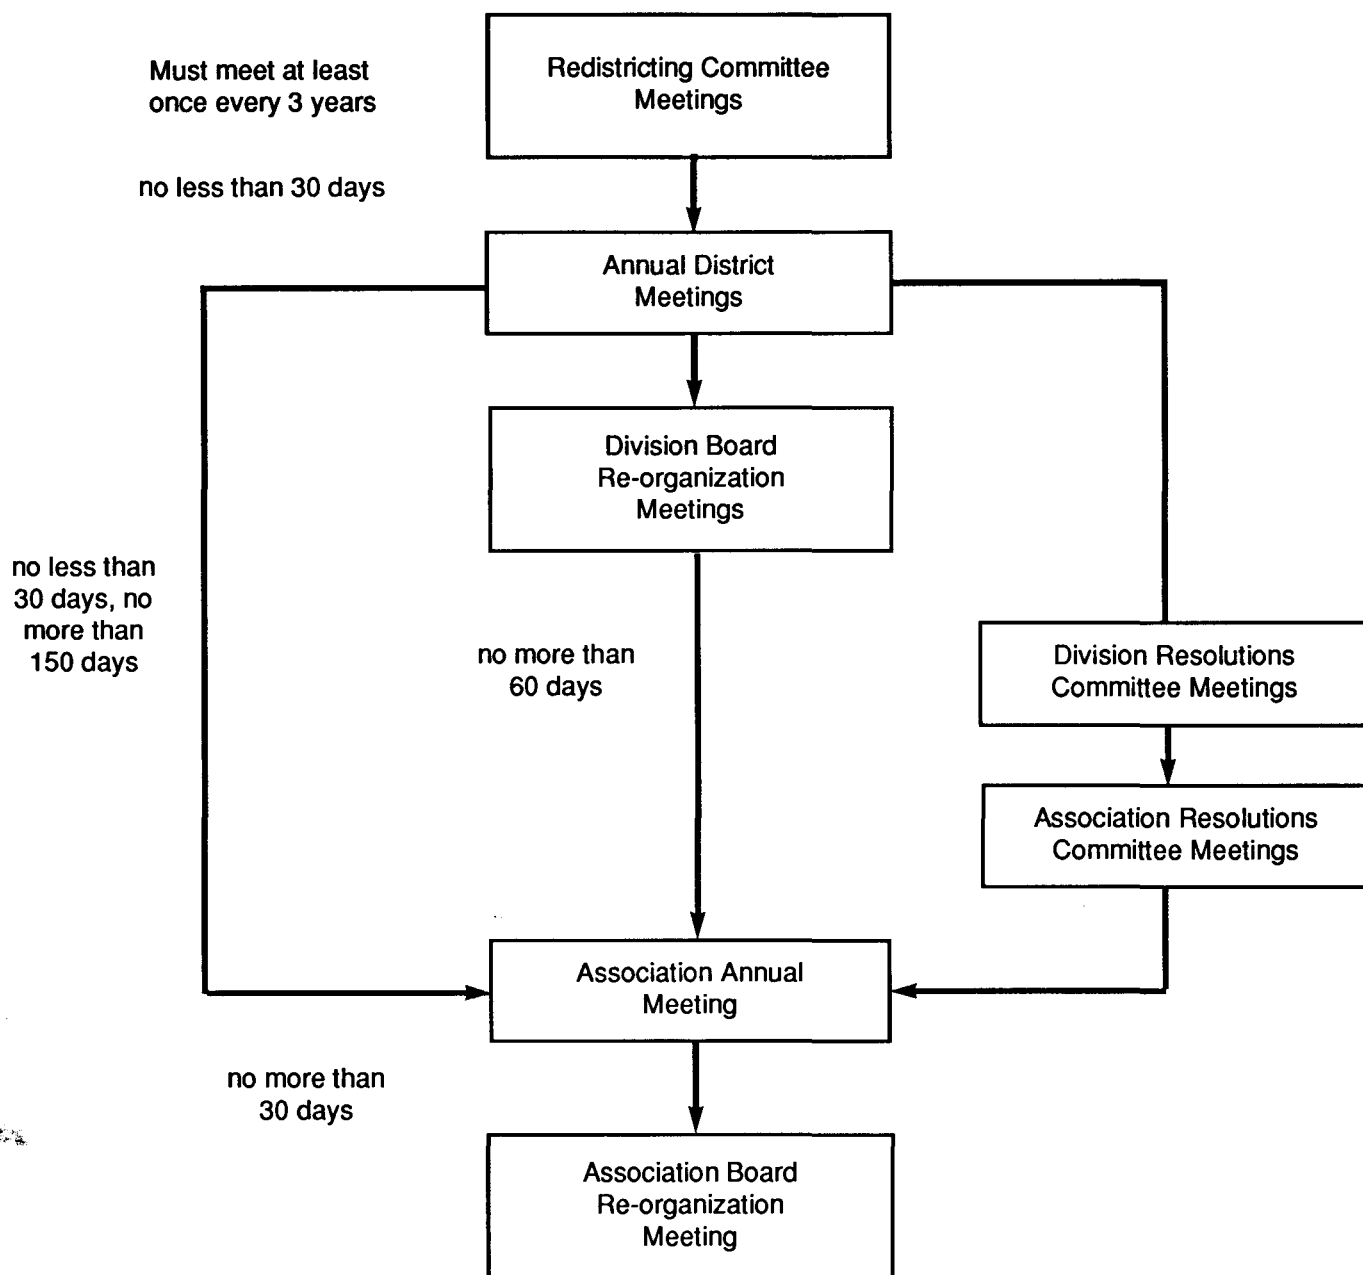 Must meet at least
once every 3 years
Redistricting Committee
Meetings
no less than 30 days
Annual District
Meetings
Division Board
Re-organization
Meetings
no less than
30 days, no
more than
150 days
no more than
60 days
Division Resolutions
Committee Meetings
Association Resolutions
Committee Meetings
Association Annual
Meeting
no more than
30 days
Association Board
Re-organization
Meeting